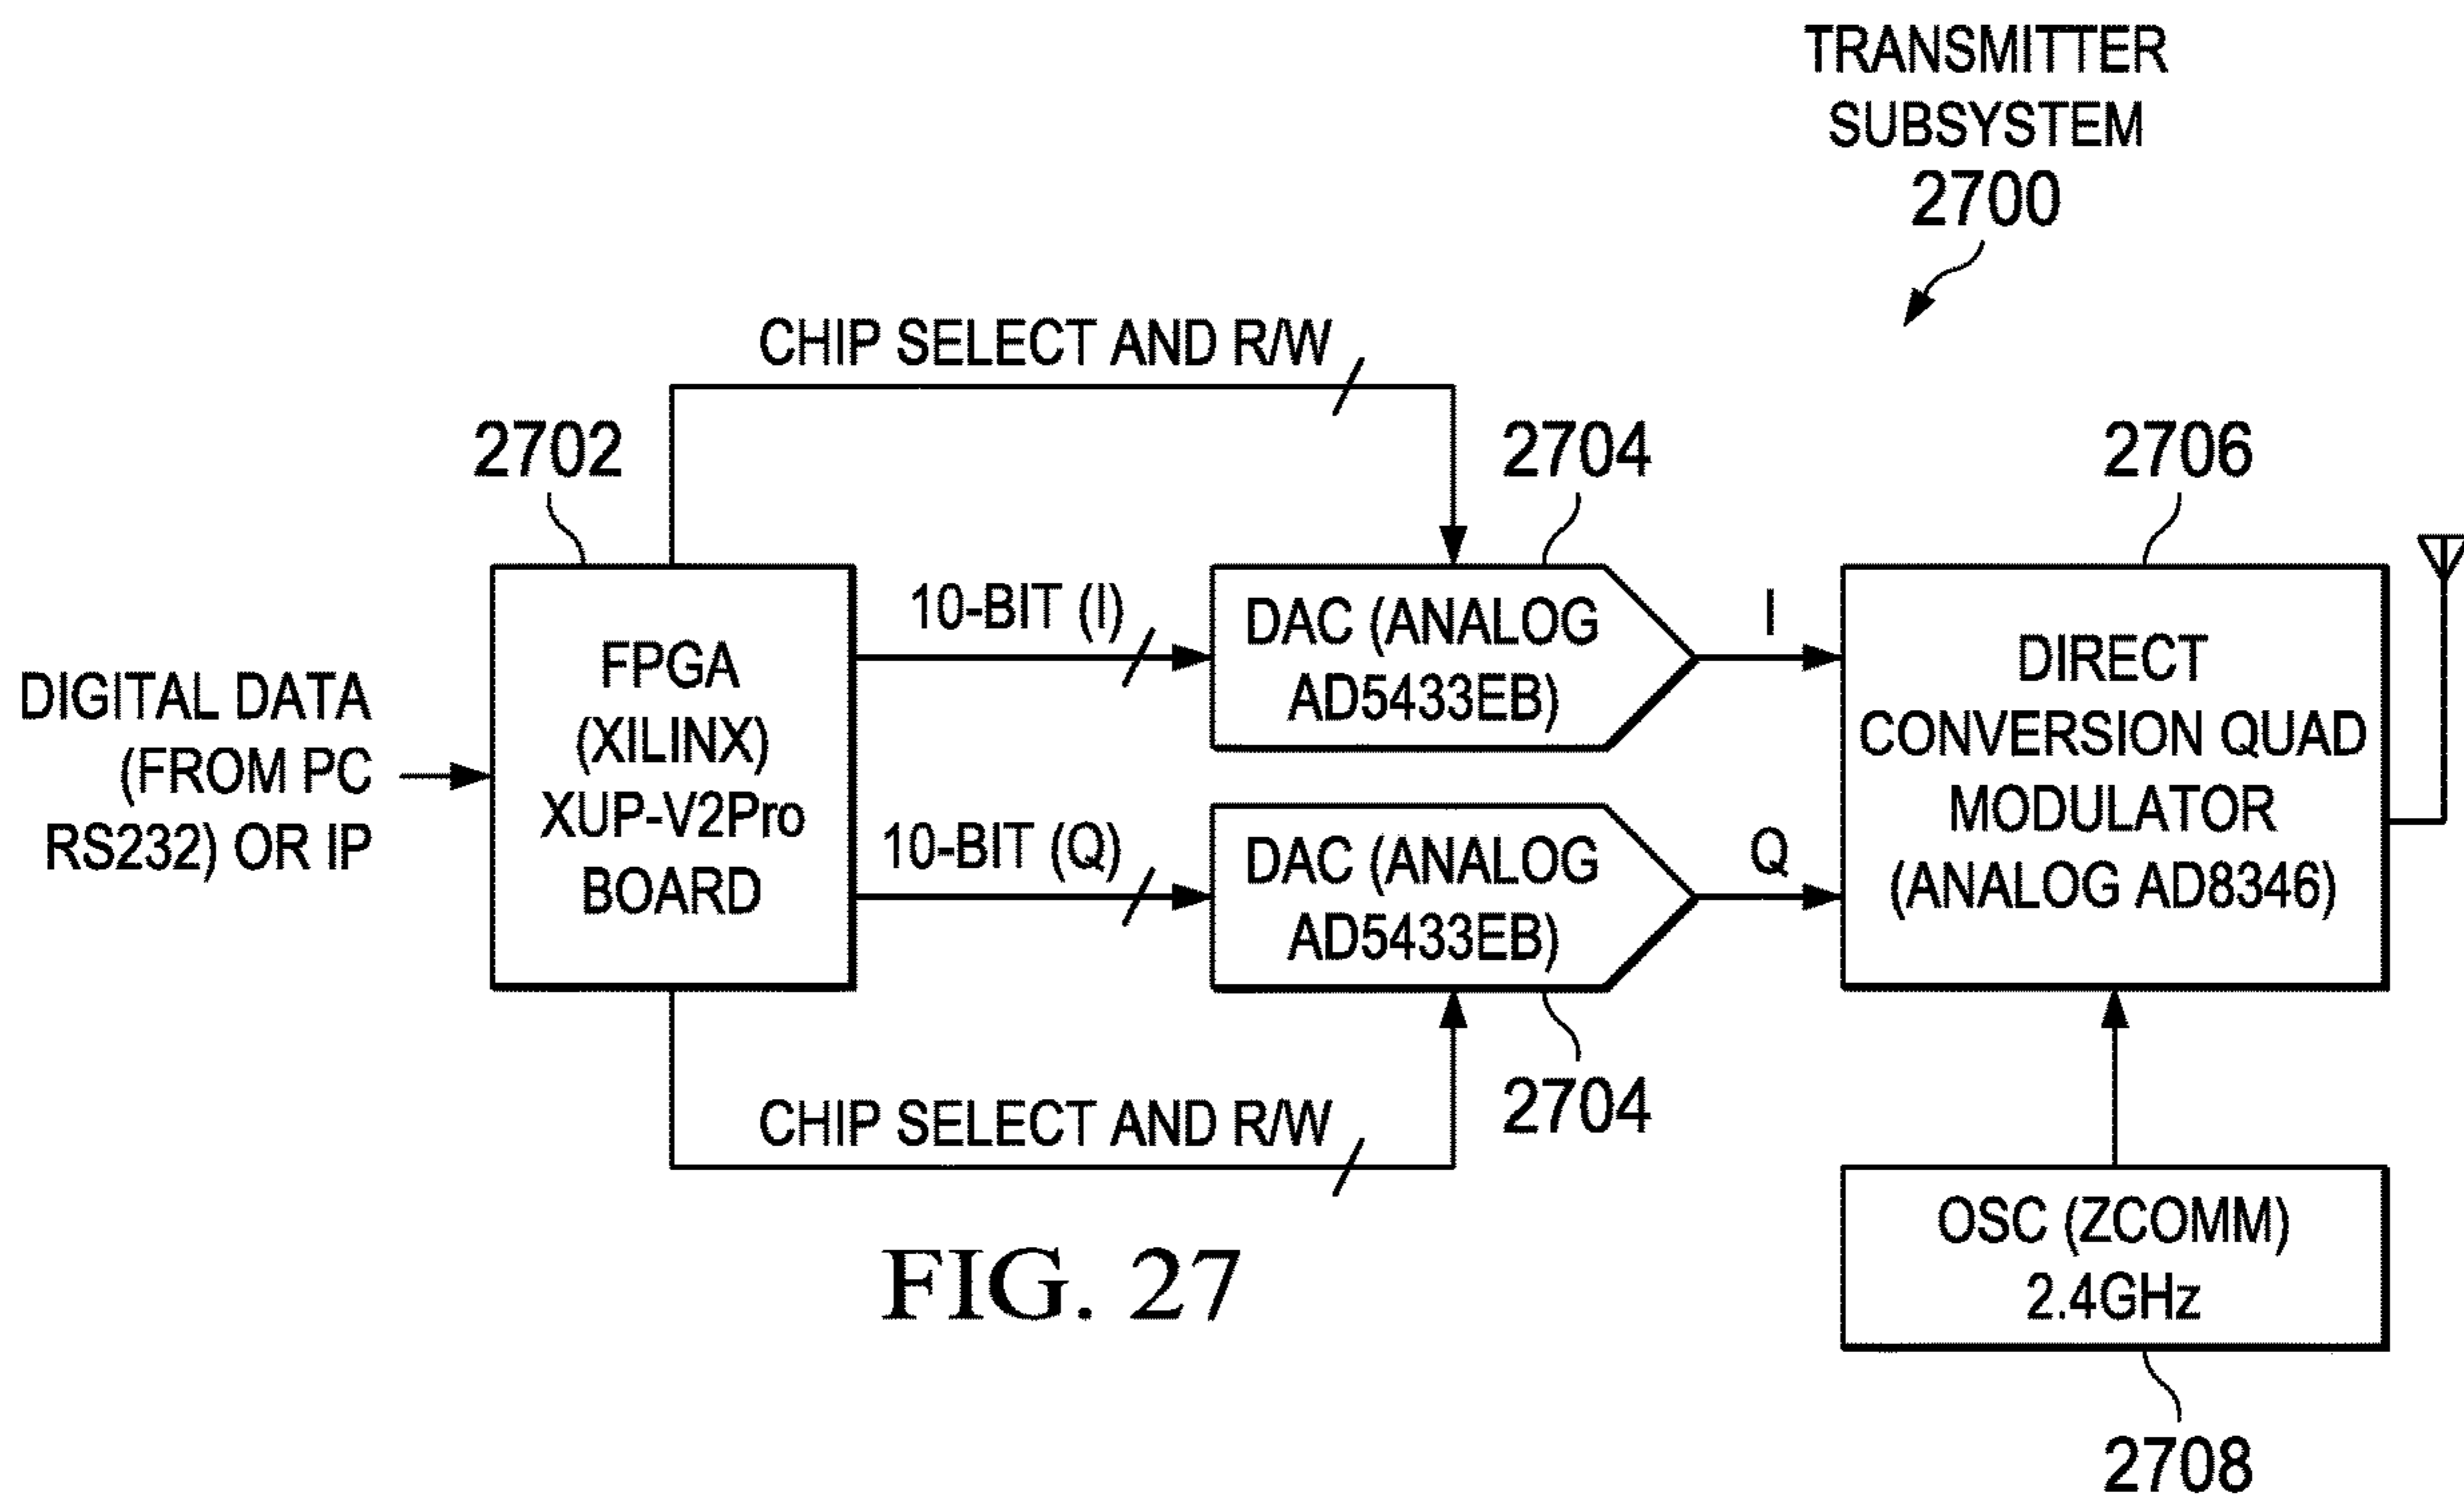 TRANSMITTER
SUBSYSTEM
2700
CHIP SELECT AND R/W
2702
2704
2706
10-BIT (I)
I
DIGITAL DATA
(FROM PC
RS232) OR IP
FPGA
(XILINX)
XUP-V2Pro
BOARD
DAC (ANALOG
AD5433EB)
DIRECT
CONVERSION QUAD
MODULATOR
(ANALOG AD8346)
10-BIT (Q)
DAC (ANALOG
AD5433EB)
Q
CHIP SELECT AND R/W
2704
OSC (ZCOMM)
2.4GHz
2708
FIG. 27